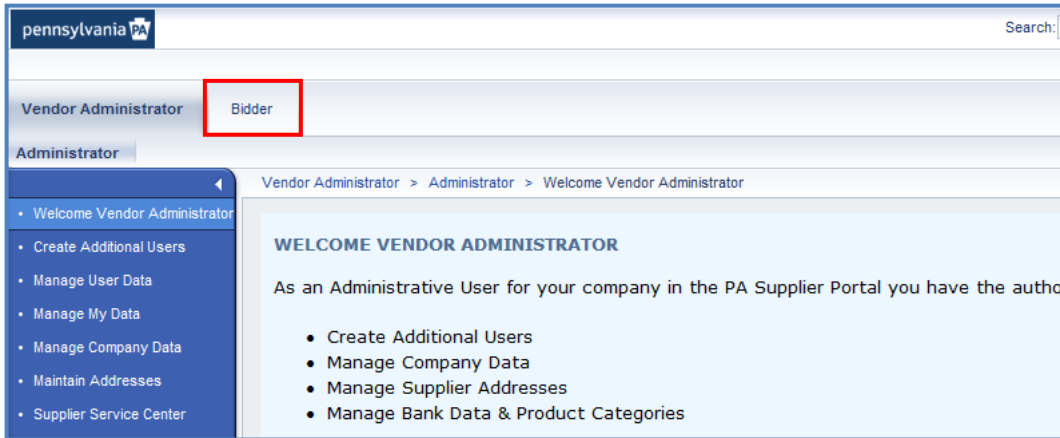 pennsylvania PA
Search:
Vendor Administrator Bidder
Administrator
Vendor Administrator > Administrator > Welcome Vendor Administrator
• Welcome Vendor Administrator
• Create Additional Users
• Manage User Data
• Manage My Data
• Manage Company Data
• Maintain Addresses
• Supplier Service Center
WELCOME VENDOR ADMINISTRATOR
As an Administrative User for your company in the PA Supplier Portal you have the autho
• Create Additional Users
• Manage Company Data
• Manage Supplier Addresses
• Manage Bank Data & Product Categories